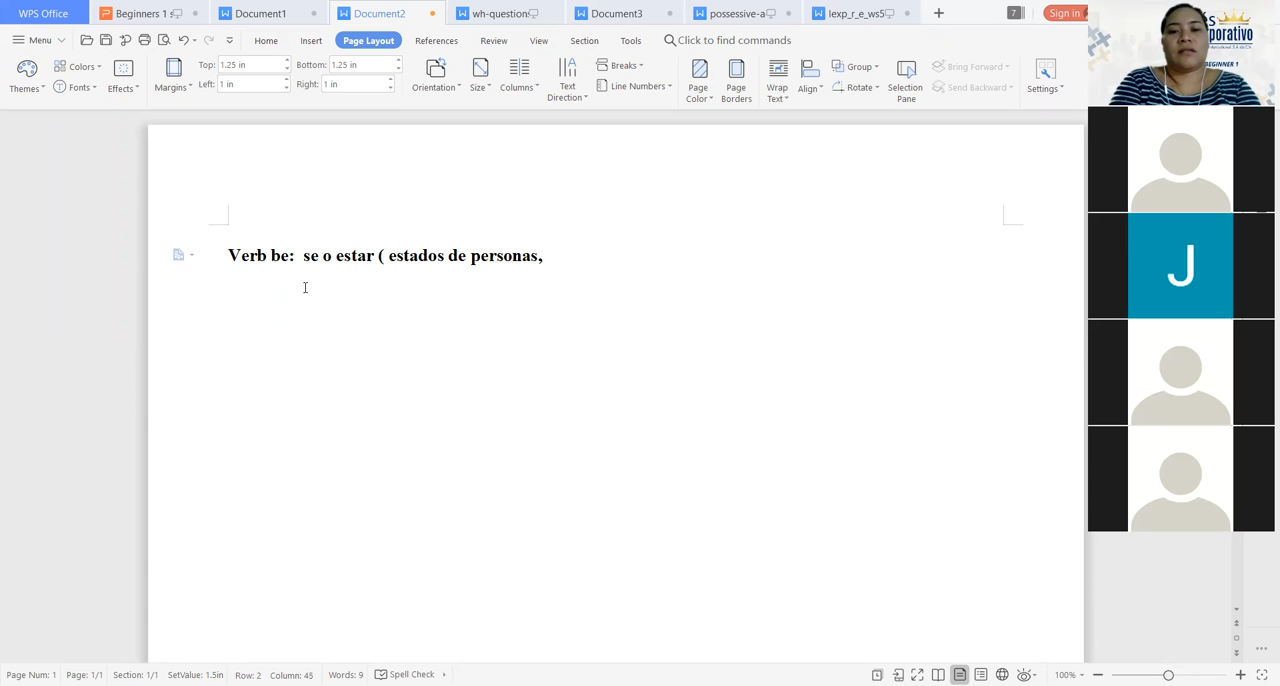 WPS Office
Beginners 1
Document1
Document2
wh-question
Document3
possessive-a
lexp_r_e_ws5
7
Sign in
Menu
Home
Insert
Page Layout
References
Review
View
Section
Tools
Click to find commands
Themes
Colors
Fonts
Effects
Margins
Top: 1.25 in
Bottom: 1.25 in
Left: 1 in
Right: 1 in
Orientation
Size
Columns
Text Direction
Breaks
Line Numbers
Page Color
Page Borders
Wrap Text
Align
Group
Rotate
Selection Pane
Bring Forward
Send Backward
Settings
BEGINNER 1
Verb be:  se o estar ( estados de personas,
J
Page Num: 1
Page: 1/1
Section: 1/1
SetValue: 1.5in
Row: 2
Column: 45
Words: 9
Spell Check
100%